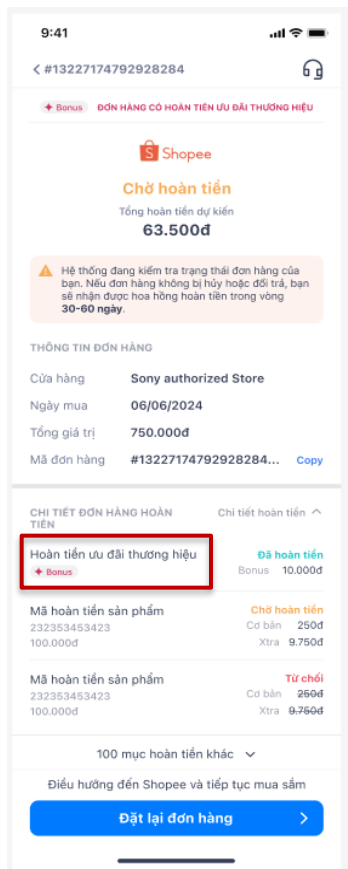 9:41
#13227174792928284
Bonus ĐƠN HÀNG CÓ HOÀN TIỀN ƯU ĐÃI THƯƠNG HIỆU
S Shopee
Chờ hoàn tiền
Tổng hoàn tiền dự kiến
63.500đ
Hệ thống đang kiểm tra trạng thái đơn hàng của
bạn. Nếu đơn hàng không bị hủy hoặc đổi trả, bạn
sẽ nhận được hoa hồng hoàn tiền trong vòng
30-60 ngày.
THÔNG TIN ĐƠN HÀNG
Cửa hàng Sony authorized Store
Ngày mua 06/06/2024
Tổng giá trị 750.000đ
Mã đơn hàng #13227174792928284... Copy
CHI TIẾT ĐƠN HÀNG HOÀN Chi tiết hoàn tiền
TIỀN
Hoàn tiền ưu đãi thương hiệu Đã hoàn tiền
Bonus Bonus 10.000đ
Mã hoàn tiền sản phẩm Chờ hoàn tiền
232353453423 Cơ bản 250đ
100.000đ Xtra 9.750đ
Mã hoàn tiền sản phẩm Từ chối
232353453423 Cơ bản 250đ
100.000đ Xtra 9.750đ
100 mục hoàn tiền khác
Điều hướng đến Shopee và tiếp tục mua sắm
Đặt lại đơn hàng